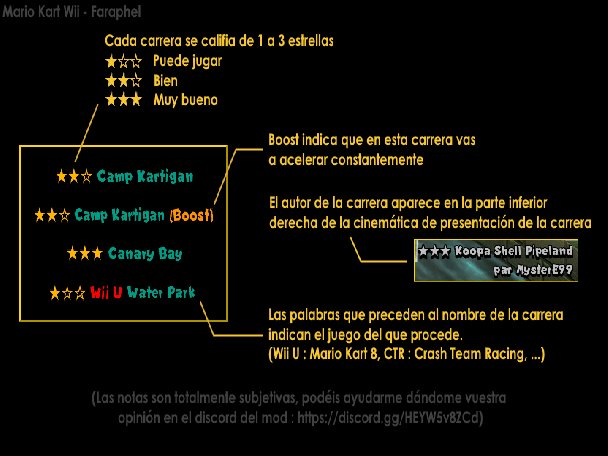 Mario Kart Wii - Faraphel
Cada carrera se califia de 1 a 3 estrellas
★☆☆ Puede jugar
★★☆ Bien
★★★ Muy bueno
★★☆ Camp Kartigan
★★☆ Camp Kartigan (Boost)
★★★ Canary Bay
★☆☆ Wii U Water Park
Boost indica que en esta carrera vas
a acelerar constantemente
El autor de la carrera aparece en la parte inferior
derecha de la cinemática de presentación de la carrera
★★★ Koopa Shell Pipeland
par MysterE99
Las palabras que preceden al nombre de la carrera
indican el juego del que procede.
(Wii U : Mario Kart 8, CTR : Crash Team Racing, ...)
(Las notas son totalmente subjetivas, podéis ayudarme dándome vuestra
opinión en el discord del mod : https://discord.gg/HEYW5v8ZCd)